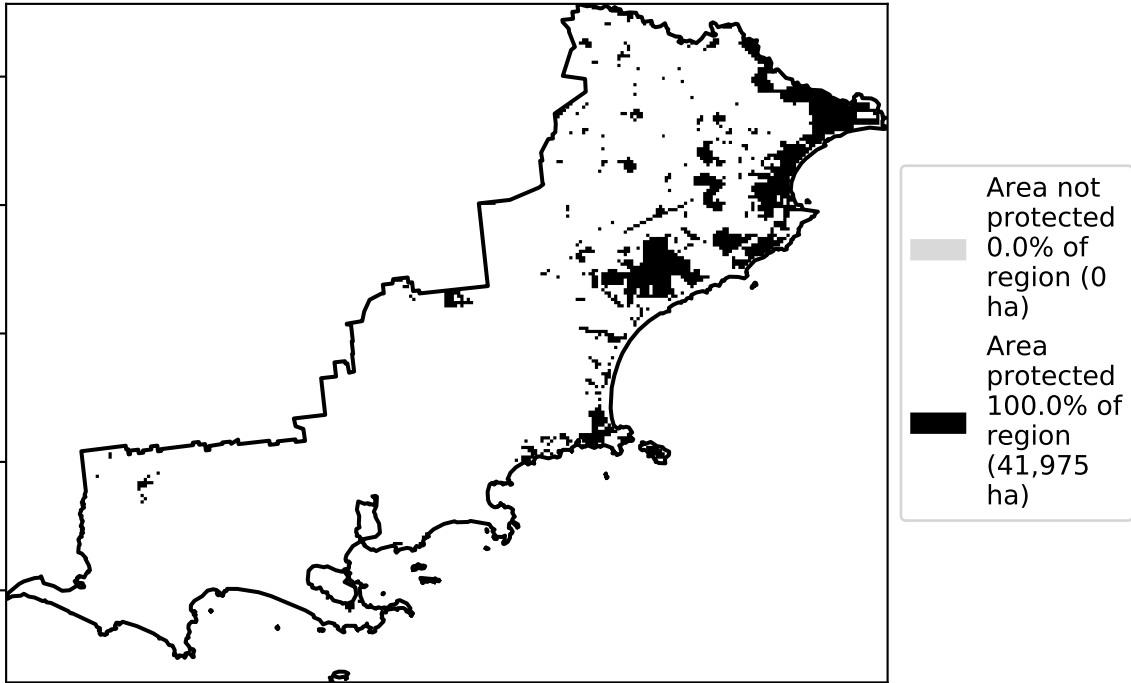 Area not
protected
0.0% of
region (0
ha)
Area
protected
100.0% of
region
(41,975
ha)